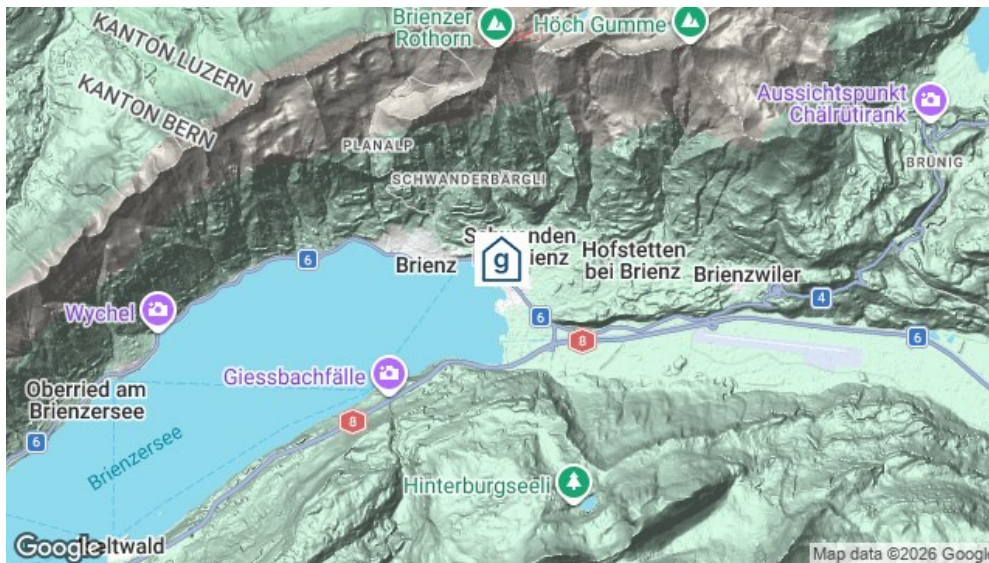 Brienzer
Rothorn
Höch Gumme
KANTON LUZERN
KANTON BERN
Aussichtspunkt
Chälrütirank
PLANALP
BRÜNIG
SCHWANDERBÄRGLI
Hofstetten
bei Brienz
Brienz
g
6
Brienzwiler
4
Wychel
6
8
6
Giessbachfälle
Oberried am
Brienzersee
8
6
Brienzersee
Hinterburgseeli
Google
Map data ©2026 Google